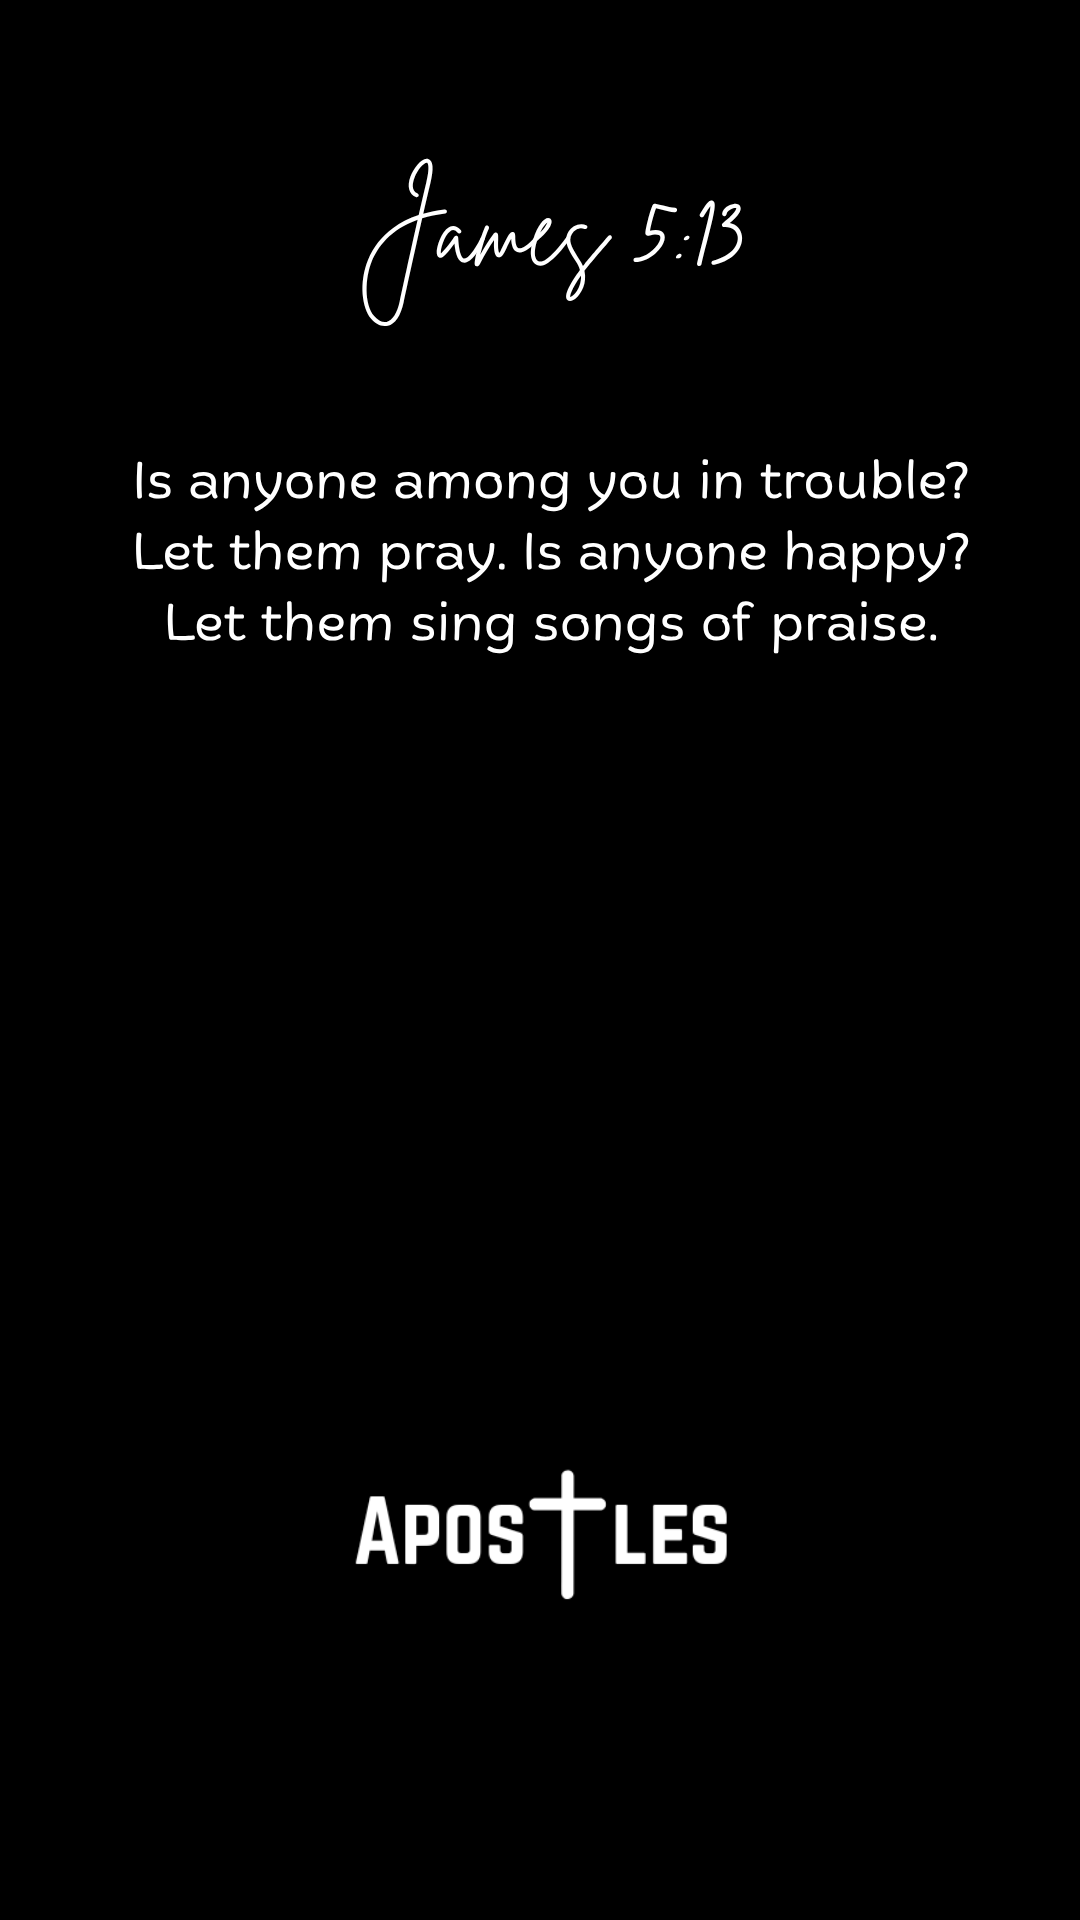 James 5:13
Is anyone among you in trouble?
Let them pray. Is anyone happy?
Let them sing songs of praise.
APOSTLES